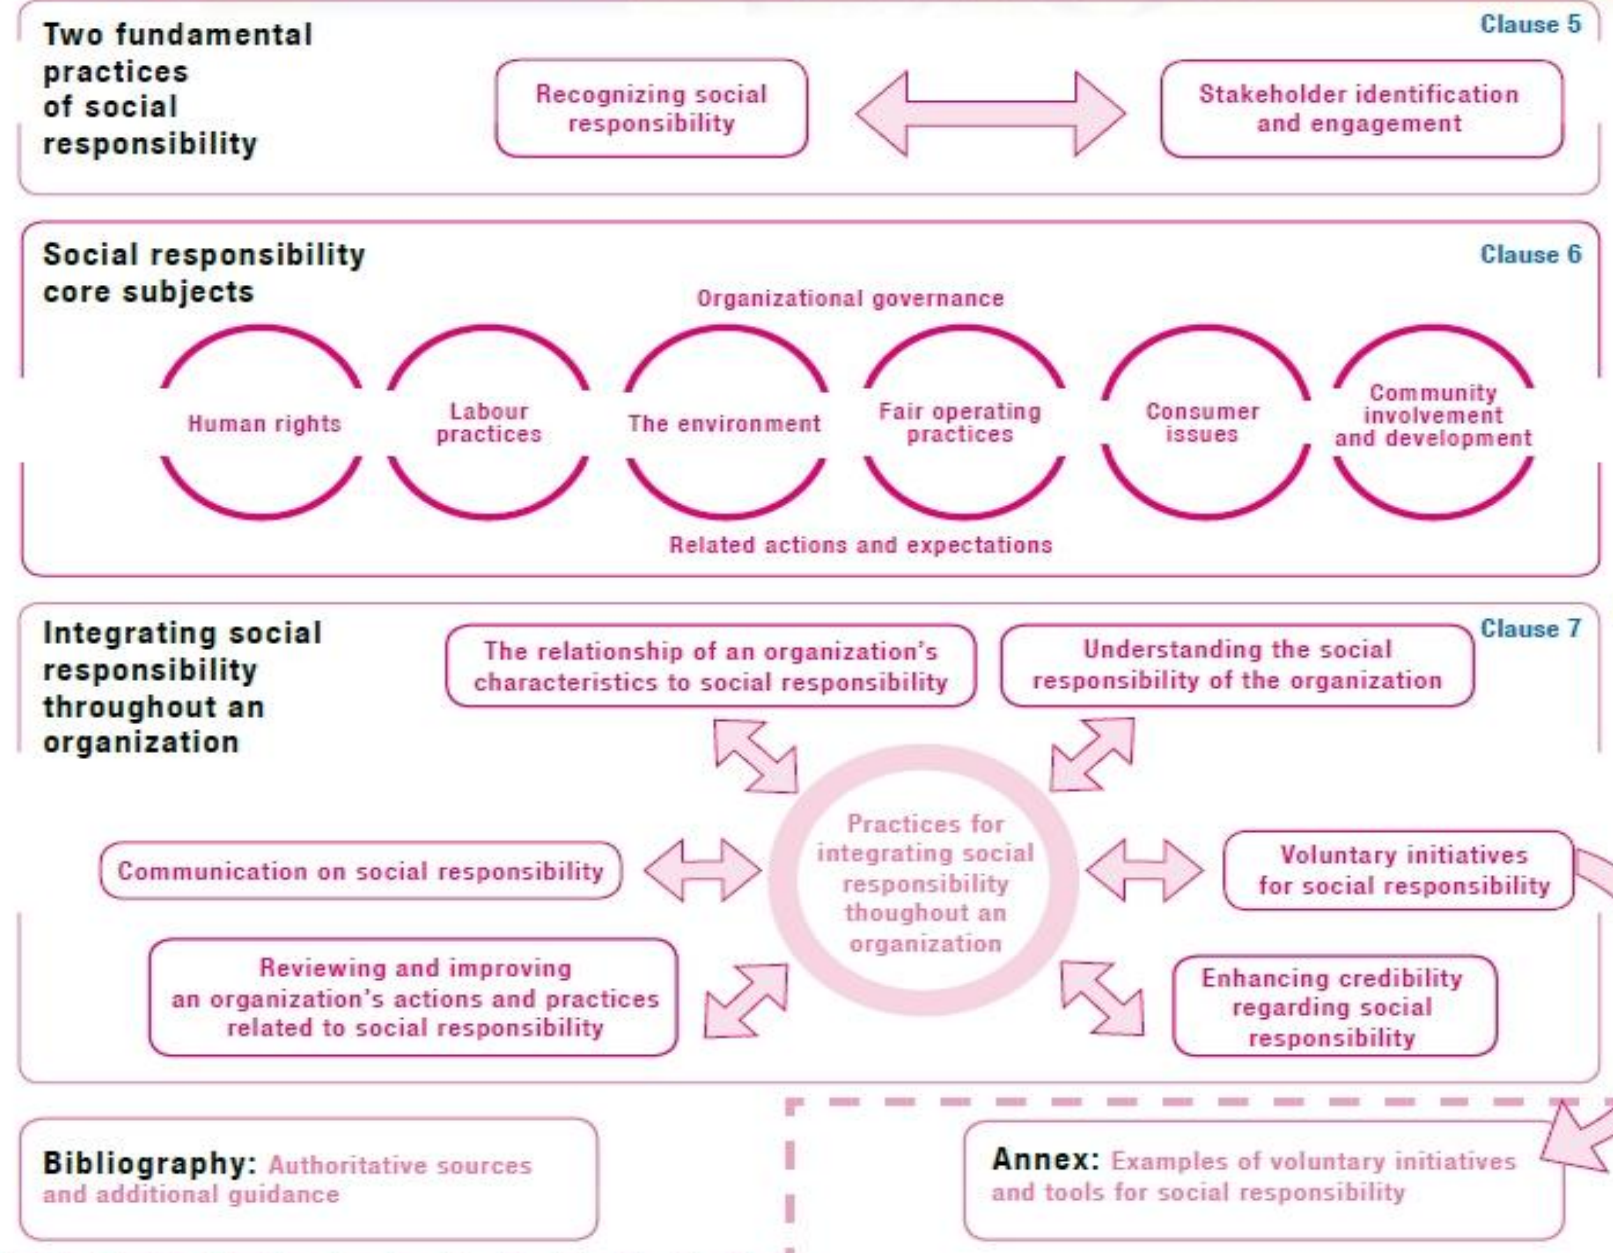 Two fundamental
practices
of social
responsibility
Clause 5
Recognizing social
responsibility
Stakeholder identification
and engagement
Social responsibility
core subjects
Clause 6
Organizational governance
Human rights
Labour
practices
The environment
Fair operating
practices
Consumer
issues
Community
involvement
and development
Related actions and expectations
Integrating social
responsibility
throughout an
organization
Clause 7
The relationship of an organization's
characteristics to social responsibility
Understanding the social
responsibility of the organization
Practices for
integrating social
responsibility
thoughout an
organization
Communication on social responsibility
Voluntary initiatives
for social responsibility
Reviewing and improving
an organization's actions and practices
related to social responsibility
Enhancing credibility
regarding social
responsibility
Bibliography: Authoritative sources
and additional guidance
Annex: Examples of voluntary initiatives
and tools for social responsibility